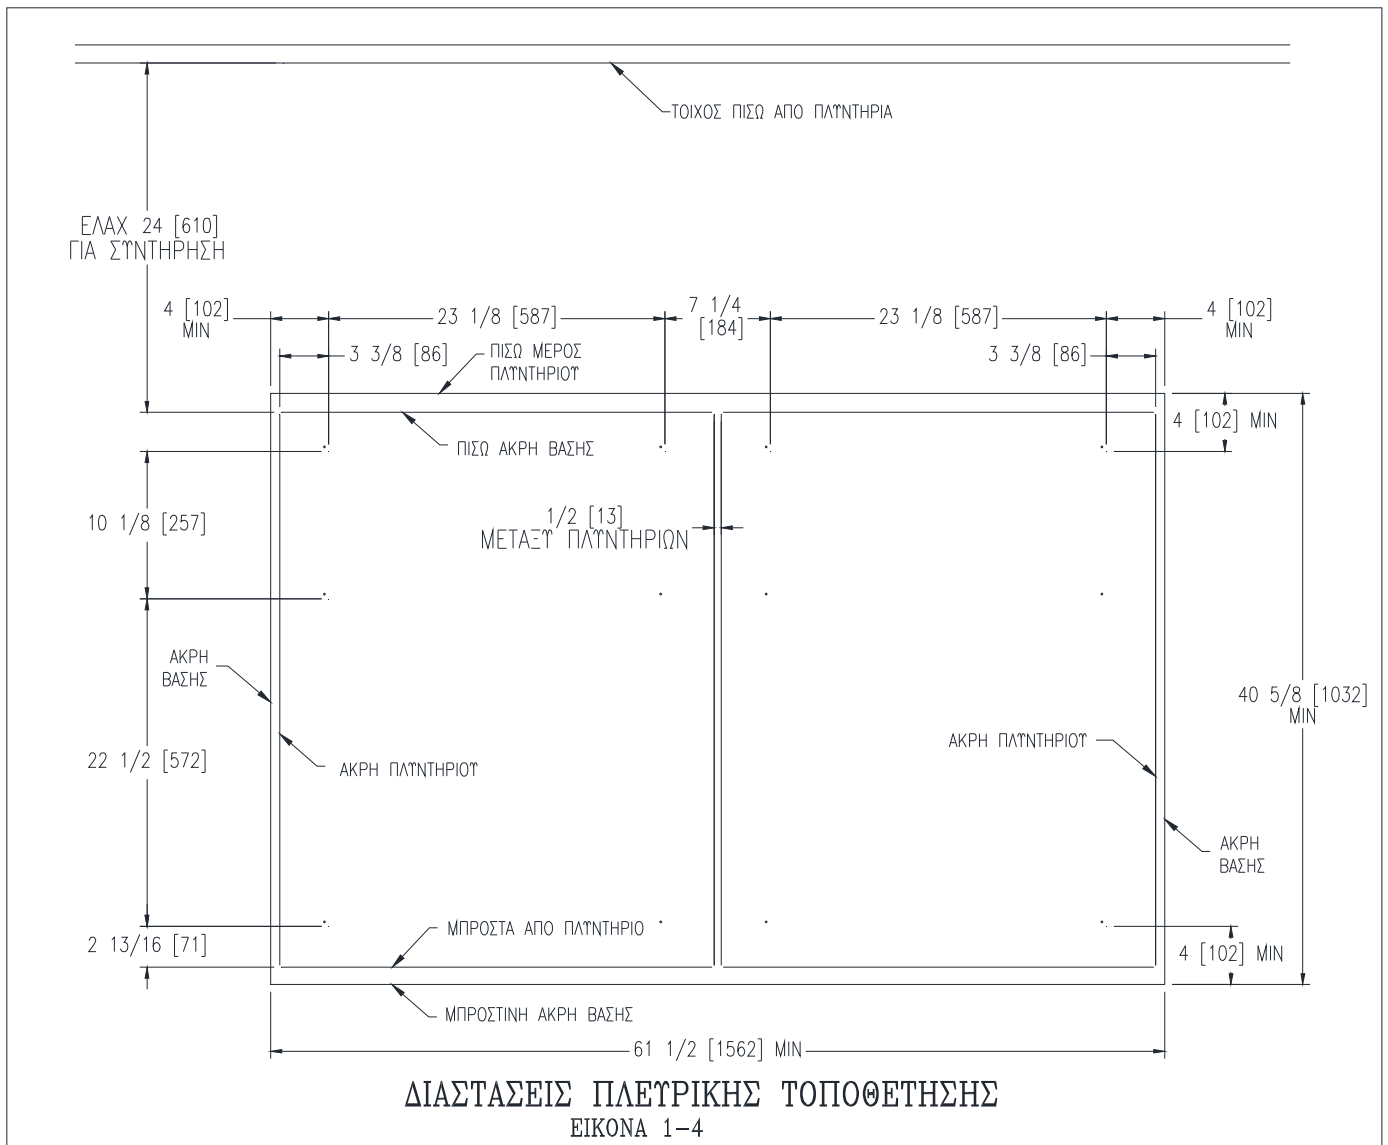 ΤΟΙΧΟΣ ΠΙΣΩ ΑΠΟ ΠΛΥΝΤΗΡΙΑ
ΕΛΑΧ 24 [610]
ΓΙΑ ΣΥΝΤΗΡΗΣΗ
4 [102]
MIN
23 1/8 [587]
7 1/4
[184]
23 1/8 [587]
4 [102]
MIN
3 3/8 [86]
ΠΙΣΩ ΜΕΡΟΣ
ΠΛΥΝΤΗΡΙΟΥ
3 3/8 [86]
4 [102] MIN
ΠΙΣΩ ΑΚΡΗ ΒΑΣΗΣ
10 1/8 [257]
1/2 [13]
ΜΕΤΑΞΥ ΠΛΥΝΤΗΡΙΩΝ
ΑΚΡΗ
ΒΑΣΗΣ
40 5/8 [1032]
MIN
22 1/2 [572]
ΑΚΡΗ ΠΛΥΝΤΗΡΙΟΥ
ΑΚΡΗ ΠΛΥΝΤΗΡΙΟΥ
ΑΚΡΗ
ΒΑΣΗΣ
2 13/16 [71]
ΜΠΡΟΣΤΑ ΑΠΟ ΠΛΥΝΤΗΡΙΟ
4 [102] MIN
ΜΠΡΟΣΤΙΝΗ ΑΚΡΗ ΒΑΣΗΣ
61 1/2 [1562] MIN
ΔΙΑΣΤΑΣΕΙΣ ΠΛΕΥΡΙΚΗΣ ΤΟΠΟΘΕΤΗΣΗΣ
ΕΙΚΟΝΑ 1-4